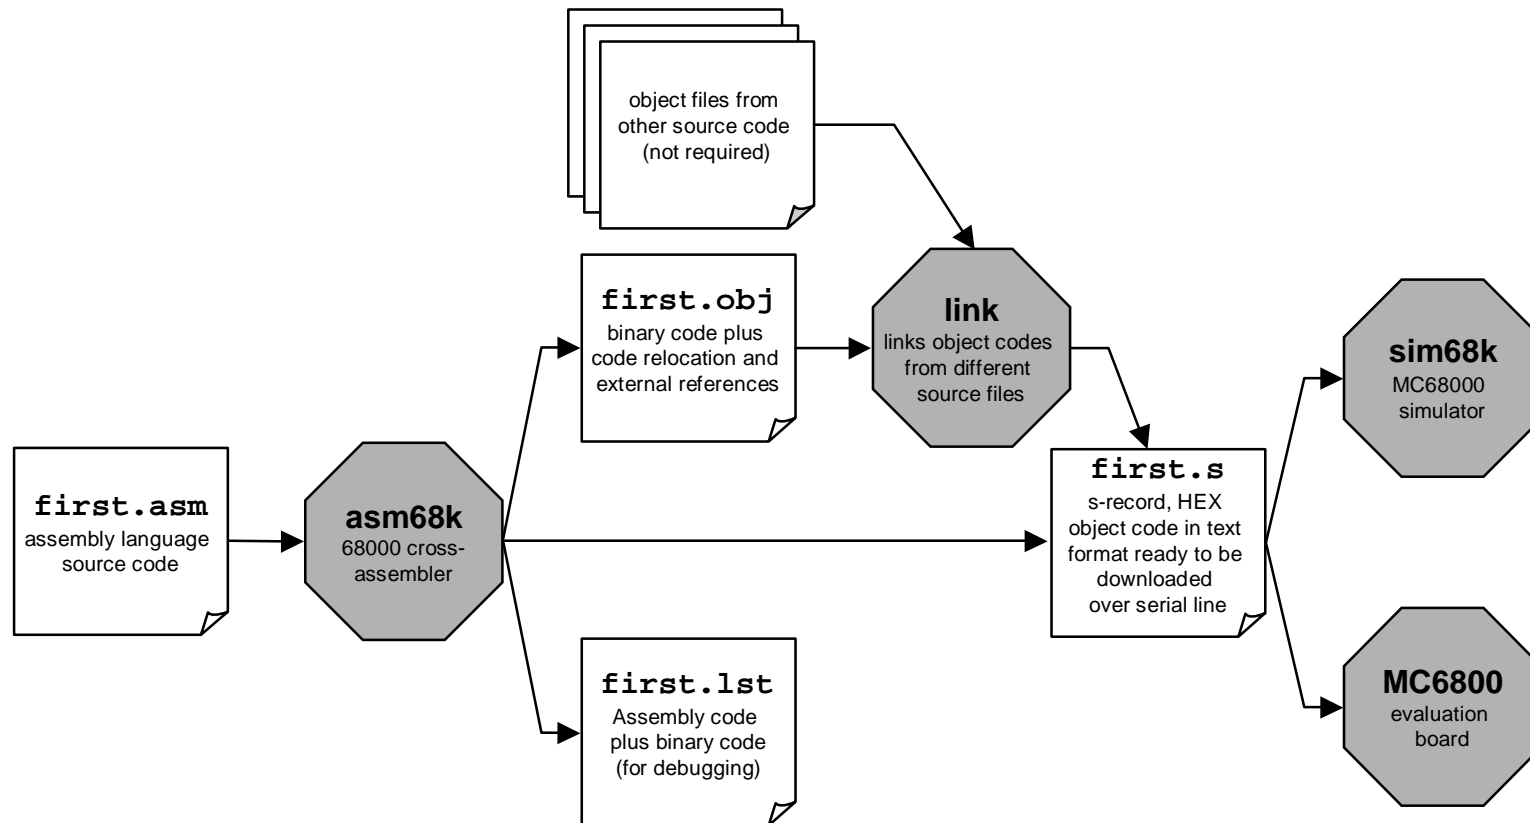 object files from
other source code
(not required)
first.obj
binary code plus
code relocation and
external references
link
links object codes
from different
source files
sim68k
MC68000
simulator
first.asm
assembly language
source code
asm68k
68000 cross-
assembler
first.s
s-record, HEX
object code in text
format ready to be
downloaded
over serial line
first.lst
Assembly code
plus binary code
(for debugging)
MC6800
evaluation
board